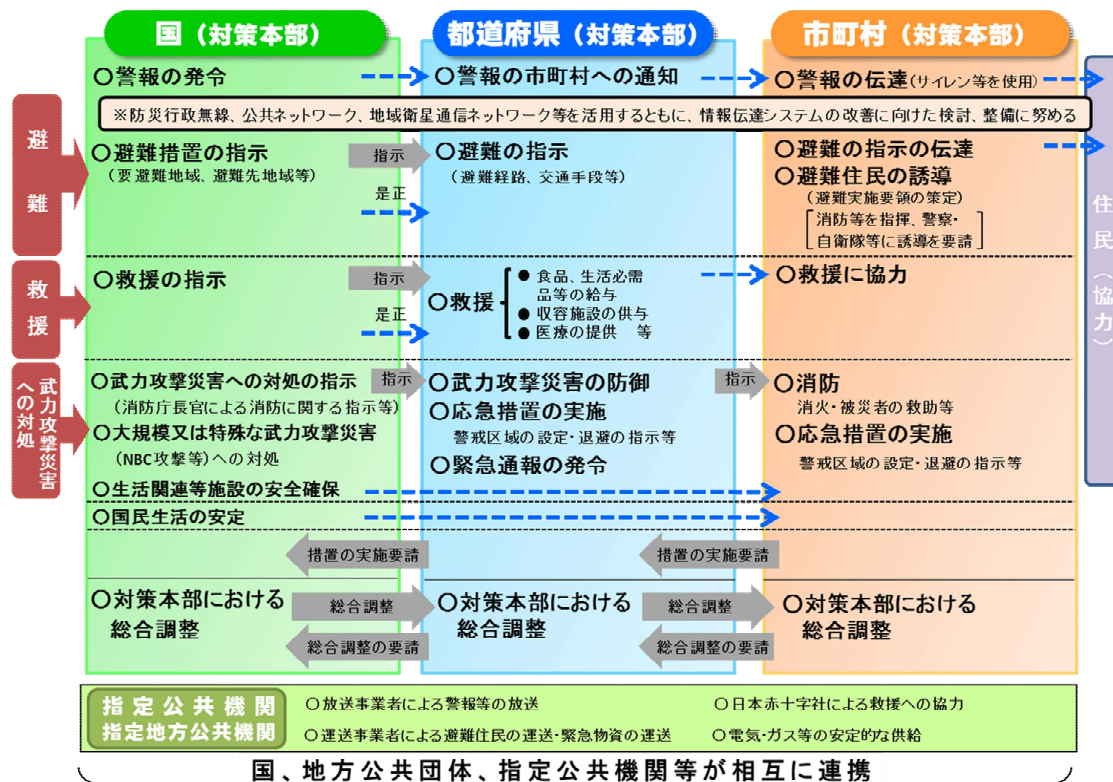 国（対策本部）
都道府県（対策本部）
市町村（対策本部）
○警報の発令
○警報の市町村への通知
○警報の伝達(サイレン等を使用)
※防災行政無線、公共ネットワーク、地域衛星通信ネットワーク等を活用するともに、情報伝達システムの改善に向けた検討、整備に努める
避難
○避難措置の指示
（要避難地域、避難先地域等）
指示
是正
○避難の指示
（避難経路、交通手段等）
○避難の指示の伝達
○避難住民の誘導
（避難実施要領の策定）
消防等を指揮、警察・
自衛隊等に誘導を要請
住民（協力）
救援
○救援の指示
指示
是正
○救援
● 食品、生活必需
品等の給与
● 収容施設の供与
● 医療の提供　等
○救援に協力
武力攻撃災害
への対処
○武力攻撃災害への対処の指示
（消防庁長官による消防に関する指示等）
○大規模又は特殊な武力攻撃災害
（NBC攻撃等）への対処
○生活関連等施設の安全確保
○国民生活の安定
指示
○武力攻撃災害の防御
○応急措置の実施
警戒区域の設定・退避の指示等
○緊急通報の発令
指示
○消防
消火・被災者の救助等
○応急措置の実施
警戒区域の設定・退避の指示等
措置の実施要請
措置の実施要請
○対策本部における
総合調整
総合調整
総合調整の要請
○対策本部における
総合調整
総合調整
総合調整の要請
○対策本部における
総合調整
指定公共機関
指定地方公共機関
○放送事業者による警報等の放送
○日本赤十字社による救援への協力
○運送事業者による避難住民の運送・緊急物資の運送
○電気・ガス等の安定的な供給
国、地方公共団体、指定公共機関等が相互に連携